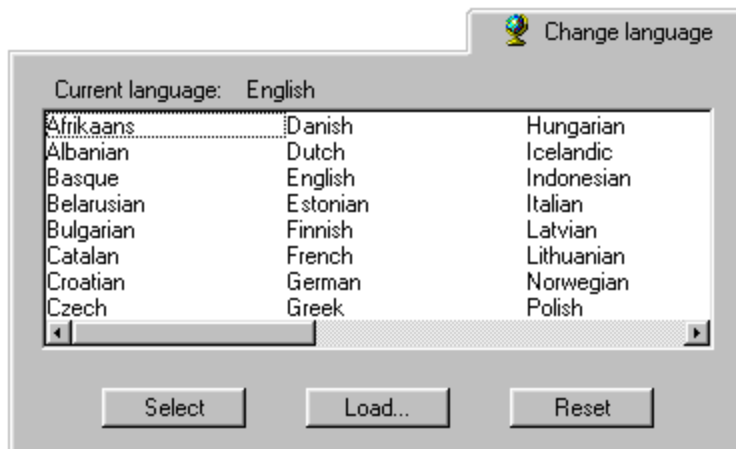 Change language
Current language: English
Afrikaans Danish Hungarian
Albanian Dutch Icelandic
Basque English Indonesian
Belarusian Estonian Italian
Bulgarian Finnish Latvian
Catalan French Lithuanian
Croatian German Norwegian
Czech Greek Polish
Select Load... Reset